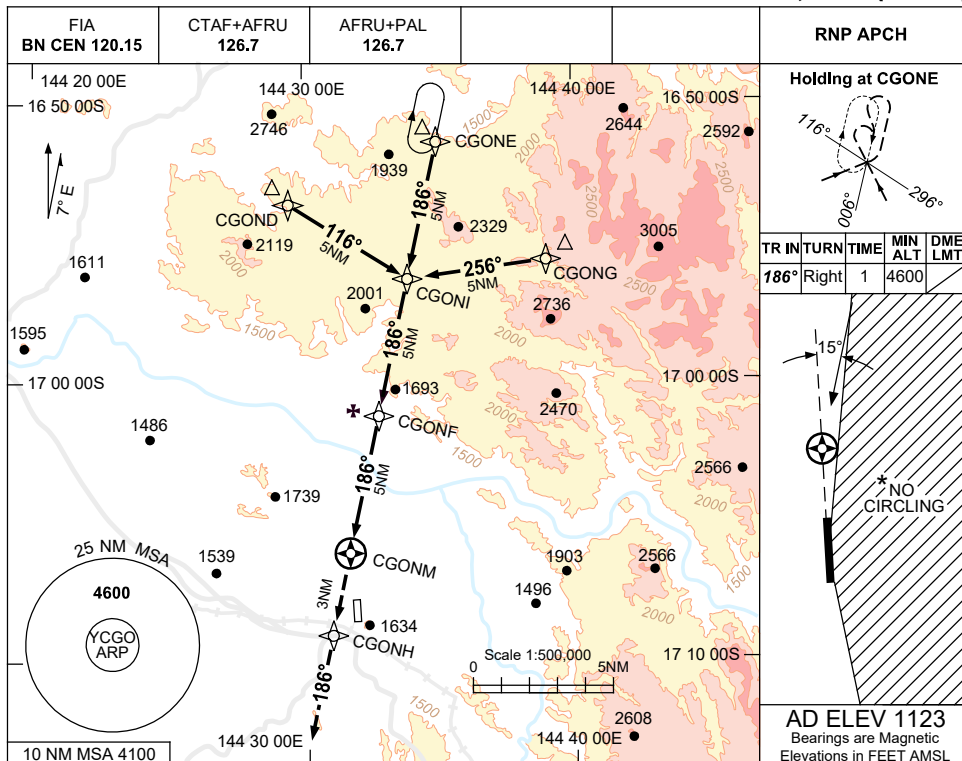 FIA
BN CEN 120.15
CTAF+AFRU
126.7
AFRU+PAL
126.7
RNP APCH
144 20 00E
144 30 00E
144 40 00E
16 50 00S
16 50 00S
2746
1939
CGONE
1500
2000
2644
2592
2500
7° E
186°
5NM
CGOND
116°
5NM
2119
2000
2329
256°
5NM
CGONG
3005
2500
2500
1611
CGONI
2001
2736
1500
1595
186°
5NM
2000
17 00 00S
17 00 00S
1693
2470
2000
CGONF
1486
1500
2566
2000
186°
5NM
1739
25 NM MSA
4600
YCGO
ARP
1539
CGONM
1903
2566
1500
3NM
1496
2000
1634
CGONH
Scale 1:500,000
0
5NM
17 10 00S
186°
1500
2608
144 30 00E
144 40 00E
10 NM MSA 4100
Holding at CGONE
116°
296°
006°
TR IN TURN TIME MIN ALT DME LMT
186° Right 1 4600
15°
*NO
CIRCLING
AD ELEV 1123
Bearings are Magnetic
Elevations in FEET AMSL